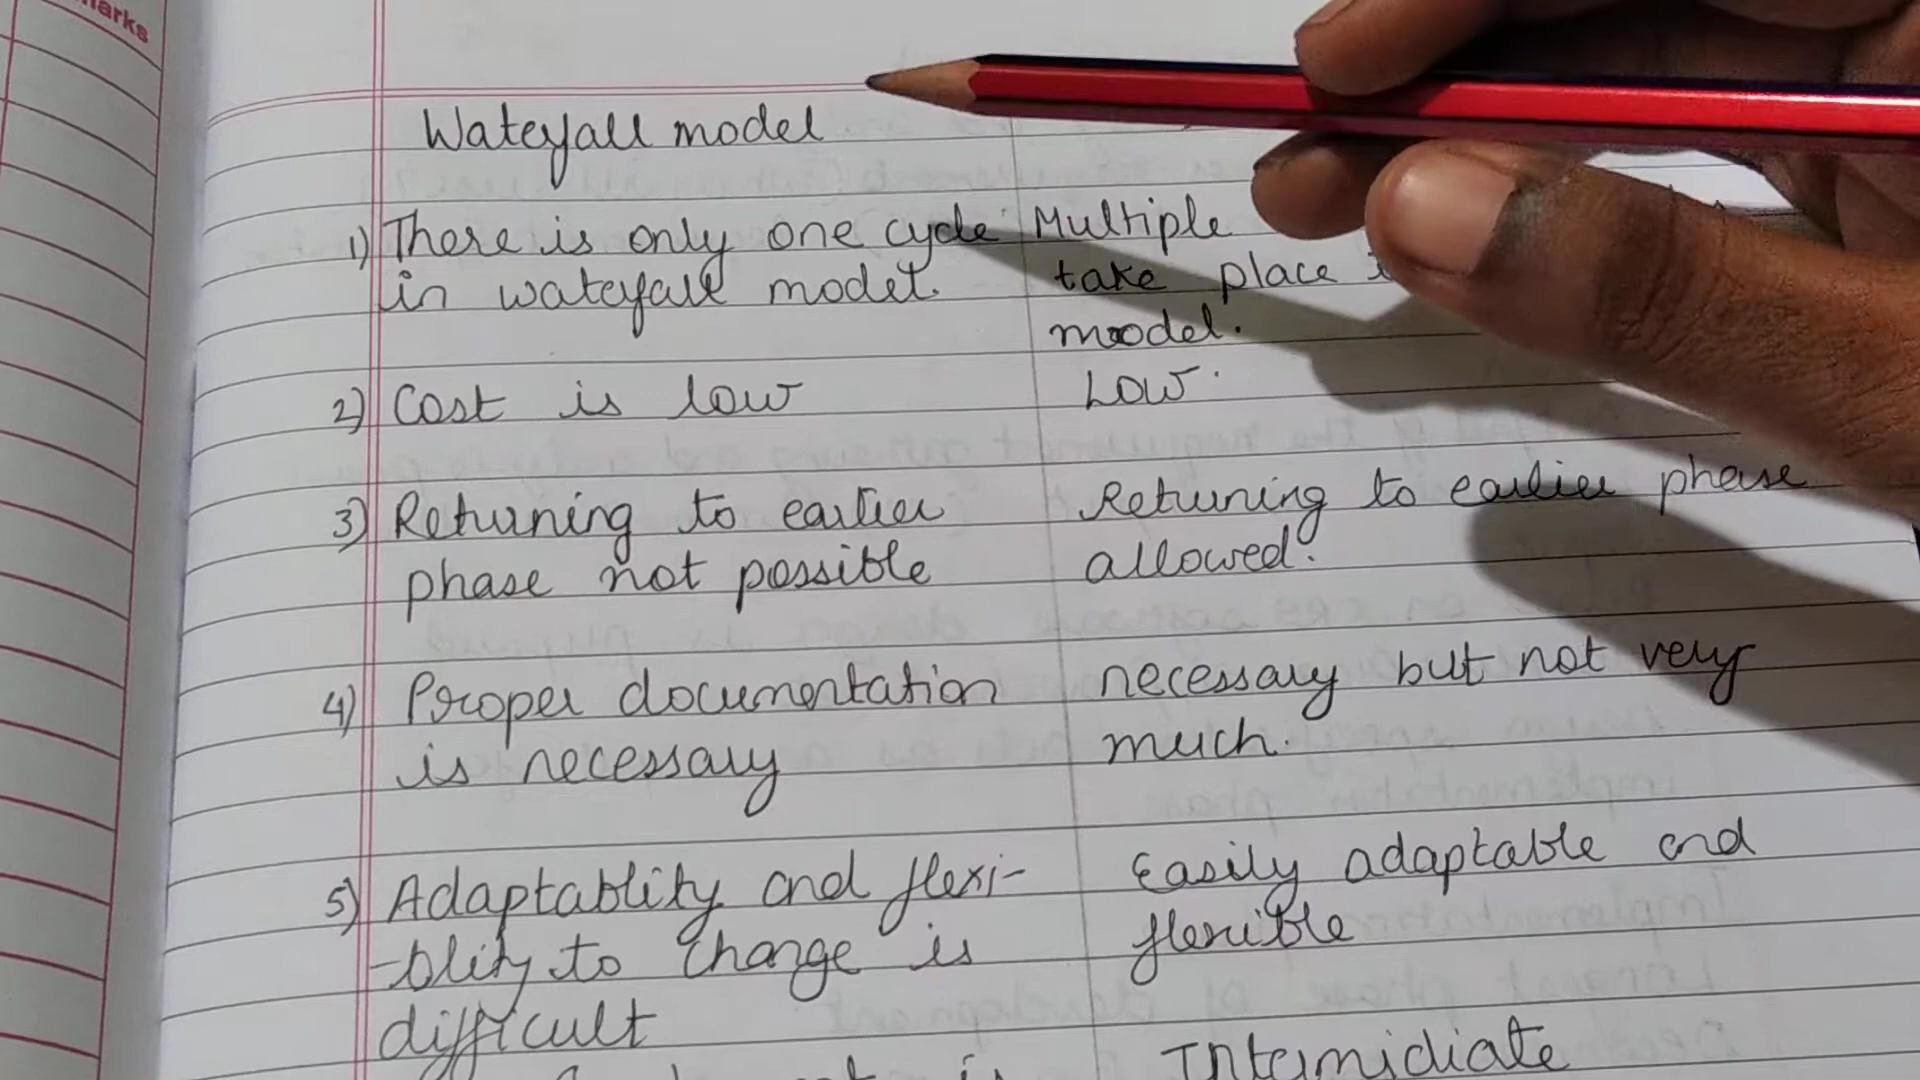 Waterfall model
1) There is only one cycle
in waterfall model.
Multiple
take place
model.
2) Cost is low
Low.
3) Returning to earlier
phase not possible
Returning to earlier phase
allowed.
4) Proper documentation
is necessary
necessary but not very
much.
5) Adaptablity and flexi-
-blity to change is
difficult
Easily adaptable and
flexible
Intermidiate